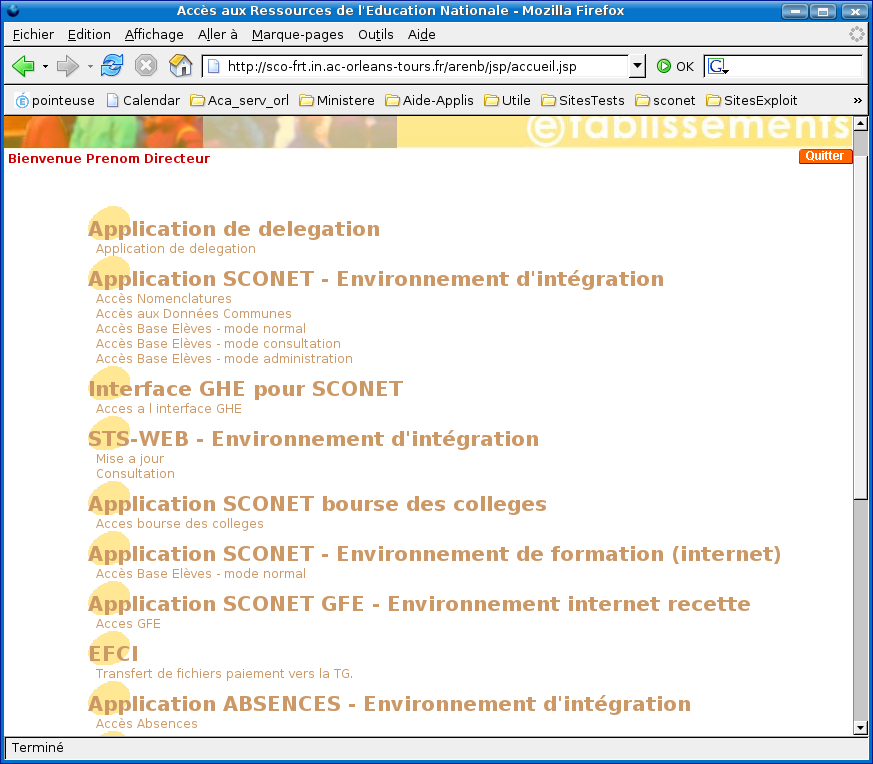 Accès aux Ressources de l'Education Nationale - Mozilla Firefox
Fichier Edition Affichage Aller à Marque-pages Outils Aide
http://sco-frt.in.ac-orleans-tours.fr/arenb/jsp/accueil.jsp OK G
pointeuse Calendar Aca_serv_orl Ministere Aide-Applis Utile SitesTests sconet SitesExploit »
@tablissements
Bienvenue Prenom Directeur Quitter
Application de delegation
Application de delegation
Application SCONET - Environnement d'intégration
Accès Nomenclatures
Accès aux Données Communes
Accès Base Elèves - mode normal
Accès Base Elèves - mode consultation
Accès Base Elèves - mode administration
Interface GHE pour SCONET
Acces a l interface GHE
STS-WEB - Environnement d'intégration
Mise a jour
Consultation
Application SCONET bourse des colleges
Acces bourse des colleges
Application SCONET - Environnement de formation (internet)
Accès Base Elèves - mode normal
Application SCONET GFE - Environnement internet recette
Acces GFE
EFCI
Transfert de fichiers paiement vers la TG.
Application ABSENCES - Environnement d'intégration
Accès Absences
Terminé